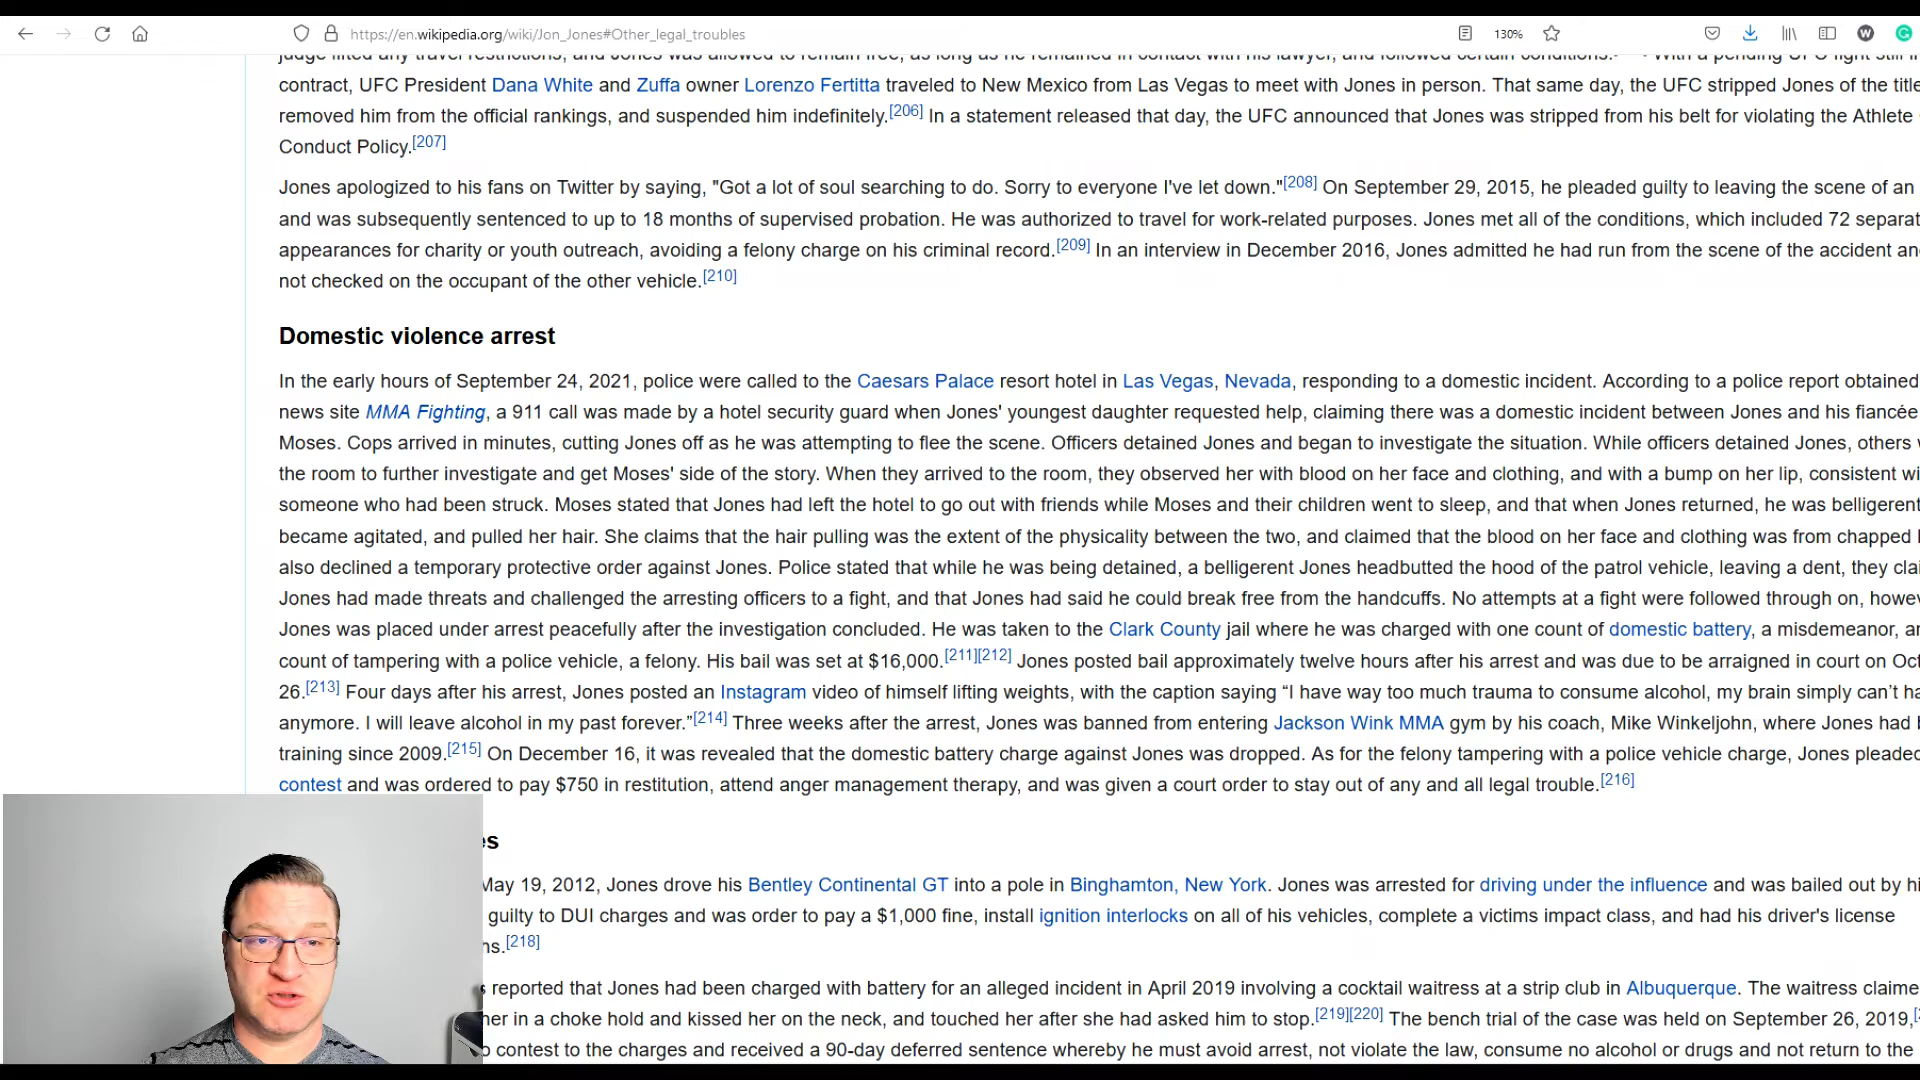 https://en.wikipedia.org/wiki/Jon_Jones#Other_legal_troubles
130%
judge lifted any travel restrictions, and Jones was allowed to remain free, as long as he remained in contact with his lawyer, and followed certain conditions. With a pending UFC fight still in
contract, UFC President Dana White and Zuffa owner Lorenzo Fertitta traveled to New Mexico from Las Vegas to meet with Jones in person. That same day, the UFC stripped Jones of the title
removed him from the official rankings, and suspended him indefinitely.[206] In a statement released that day, the UFC announced that Jones was stripped from his belt for violating the Athlete
Conduct Policy.[207]
Jones apologized to his fans on Twitter by saying, "Got a lot of soul searching to do. Sorry to everyone I've let down."[208] On September 29, 2015, he pleaded guilty to leaving the scene of an
and was subsequently sentenced to up to 18 months of supervised probation. He was authorized to travel for work-related purposes. Jones met all of the conditions, which included 72 separat
appearances for charity or youth outreach, avoiding a felony charge on his criminal record.[209] In an interview in December 2016, Jones admitted he had run from the scene of the accident an
not checked on the occupant of the other vehicle.[210]
Domestic violence arrest
In the early hours of September 24, 2021, police were called to the Caesars Palace resort hotel in Las Vegas, Nevada, responding to a domestic incident. According to a police report obtained
news site MMA Fighting, a 911 call was made by a hotel security guard when Jones' youngest daughter requested help, claiming there was a domestic incident between Jones and his fiancée
Moses. Cops arrived in minutes, cutting Jones off as he was attempting to flee the scene. Officers detained Jones and began to investigate the situation. While officers detained Jones, others
the room to further investigate and get Moses' side of the story. When they arrived to the room, they observed her with blood on her face and clothing, and with a bump on her lip, consistent wi
someone who had been struck. Moses stated that Jones had left the hotel to go out with friends while Moses and their children went to sleep, and that when Jones returned, he was belligerent
became agitated, and pulled her hair. She claims that the hair pulling was the extent of the physicality between the two, and claimed that the blood on her face and clothing was from chapped
also declined a temporary protective order against Jones. Police stated that while he was being detained, a belligerent Jones headbutted the hood of the patrol vehicle, leaving a dent, they clai
Jones had made threats and challenged the arresting officers to a fight, and that Jones had said he could break free from the handcuffs. No attempts at a fight were followed through on, howev
Jones was placed under arrest peacefully after the investigation concluded. He was taken to the Clark County jail where he was charged with one count of domestic battery, a misdemeanor, a
count of tampering with a police vehicle, a felony. His bail was set at $16,000.[211][212] Jones posted bail approximately twelve hours after his arrest and was due to be arraigned in court on Oct
26.[213] Four days after his arrest, Jones posted an Instagram video of himself lifting weights, with the caption saying “I have way too much trauma to consume alcohol, my brain simply can’t ha
anymore. I will leave alcohol in my past forever.”[214] Three weeks after the arrest, Jones was banned from entering Jackson Wink MMA gym by his coach, Mike Winkeljohn, where Jones had
training since 2009.[215] On December 16, it was revealed that the domestic battery charge against Jones was dropped. As for the felony tampering with a police vehicle charge, Jones pleaded
contest and was ordered to pay $750 in restitution, attend anger management therapy, and was given a court order to stay out of any and all legal trouble.[216]
es
May 19, 2012, Jones drove his Bentley Continental GT into a pole in Binghamton, New York. Jones was arrested for driving under the influence and was bailed out by hi
guilty to DUI charges and was order to pay a $1,000 fine, install ignition interlocks on all of his vehicles, complete a victims impact class, and had his driver's license
ns.[218]
reported that Jones had been charged with battery for an alleged incident in April 2019 involving a cocktail waitress at a strip club in Albuquerque. The waitress claime
her in a choke hold and kissed her on the neck, and touched her after she had asked him to stop.[219][220] The bench trial of the case was held on September 26, 2019,
contest to the charges and received a 90-day deferred sentence whereby he must avoid arrest, not violate the law, consume no alcohol or drugs and not return to the